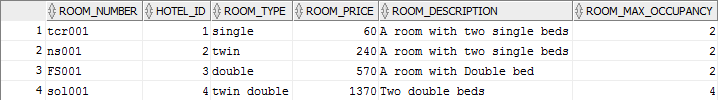 ROOM_NUMBER HOTEL_ID ROOM_TYPE ROOM_PRICE ROOM_DESCRIPTION ROOM_MAX_OCCUPANCY
1 tcr001 1 single 60 A room with two single beds 2
2 ns001 2 twin 240 A room with two single beds 2
3 FS001 3 double 570 A room with Double bed 2
4 sol001 4 twin double 1370 Two double beds 4